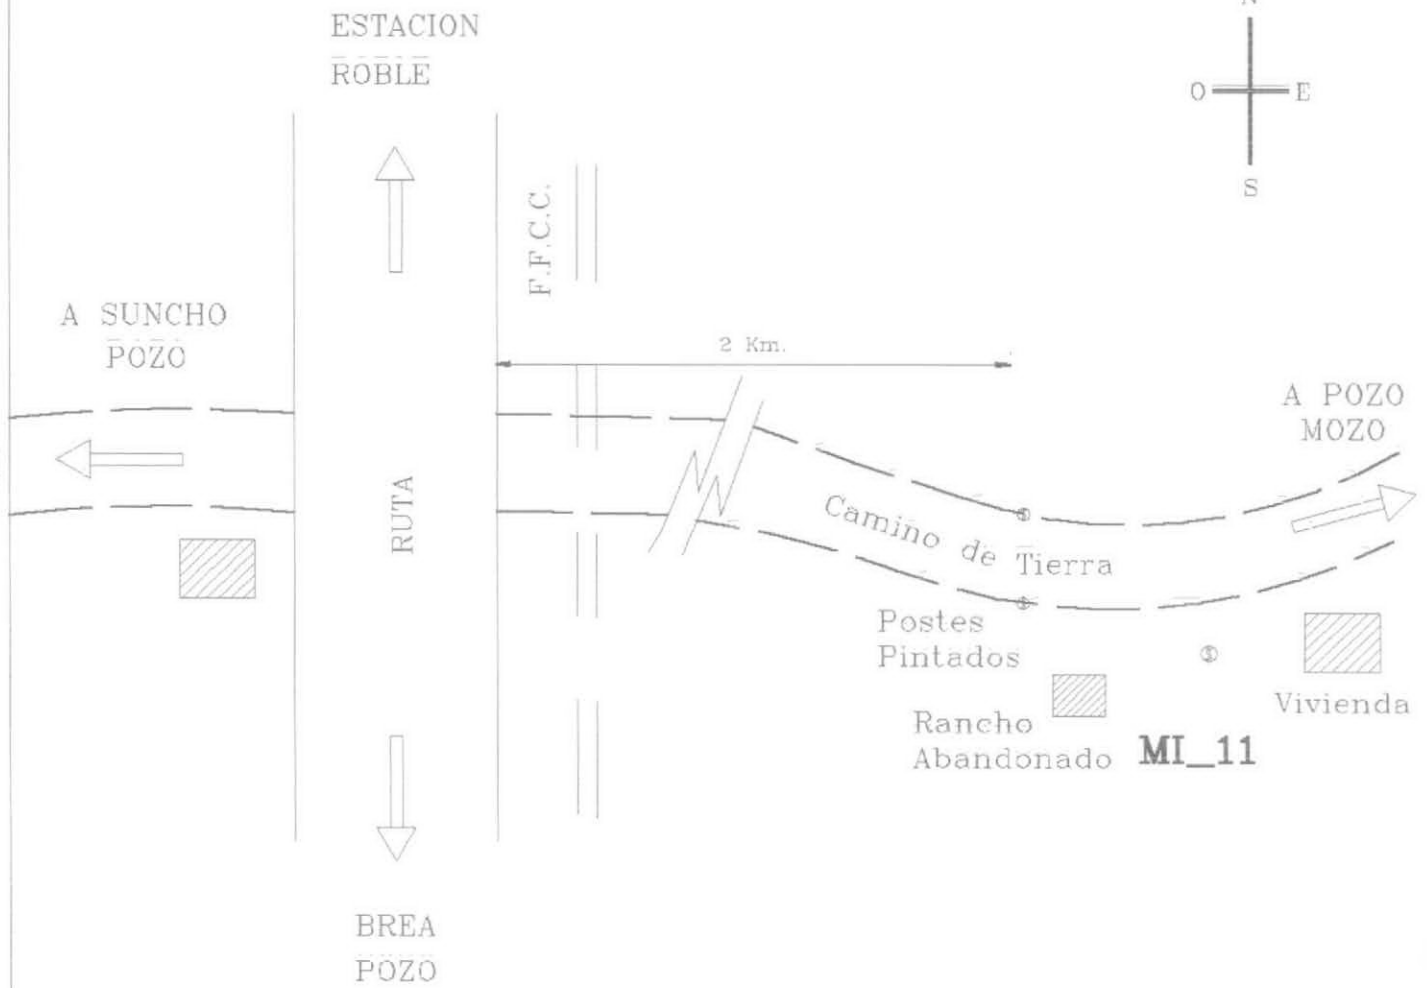 ESTACION
ROBLE
N
O E
S
F.F.C.C.
A SUNCHO
POZO
2 Km.
A POZO
MOZO
RUTA
Camino de Tierra
Postes
Pintados
Vivienda
Rancho
Abandonado
MI_11
BREA
POZO